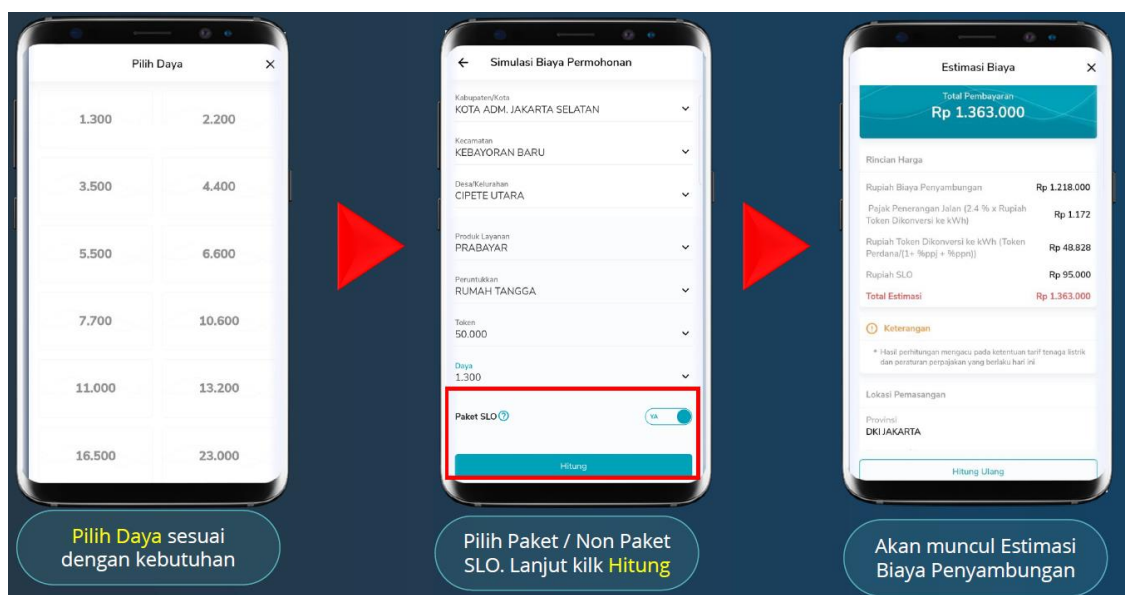 Pilih Daya
1.300
2.200
3.500
4.400
5.500
6.600
7.700
10.600
11.000
13.200
16.500
23.000
Pilih Daya sesuai
dengan kebutuhan
Simulasi Biaya Permohonan
Kabupaten/Kota
KOTA ADM. JAKARTA SELATAN
Kecamatan
KEBAYORAN BARU
Desa/Kelurahan
CIPETE UTARA
Produk Layanan
PRABAYAR
Peruntukkan
RUMAH TANGGA
Token
50.000
Daya
1.300
Paket SLO
YA
Hitung
Pilih Paket / Non Paket
SLO. Lanjut kilk Hitung
Estimasi Biaya
Total Pembayaran
Rp 1.363.000
Rincian Harga
Rupiah Biaya Penyambungan Rp 1.218.000
Pajak Penerangan Jalan (2.4 % x Rupiah
Token Dikonversi ke kWh) Rp 1.172
Rupiah Token Dikonversi ke kWh (Token
Perdana/(1+ %ppj + %ppn)) Rp 48.828
Rupiah SLO Rp 95.000
Total Estimasi Rp 1.363.000
Keterangan
* Hasil perhitungan mengacu pada ketentuan tarif tenaga listrik
dan peraturan perpajakan yang berlaku hari ini
Lokasi Pemasangan
Provinsi
DKI JAKARTA
Hitung Ulang
Akan muncul Estimasi
Biaya Penyambungan